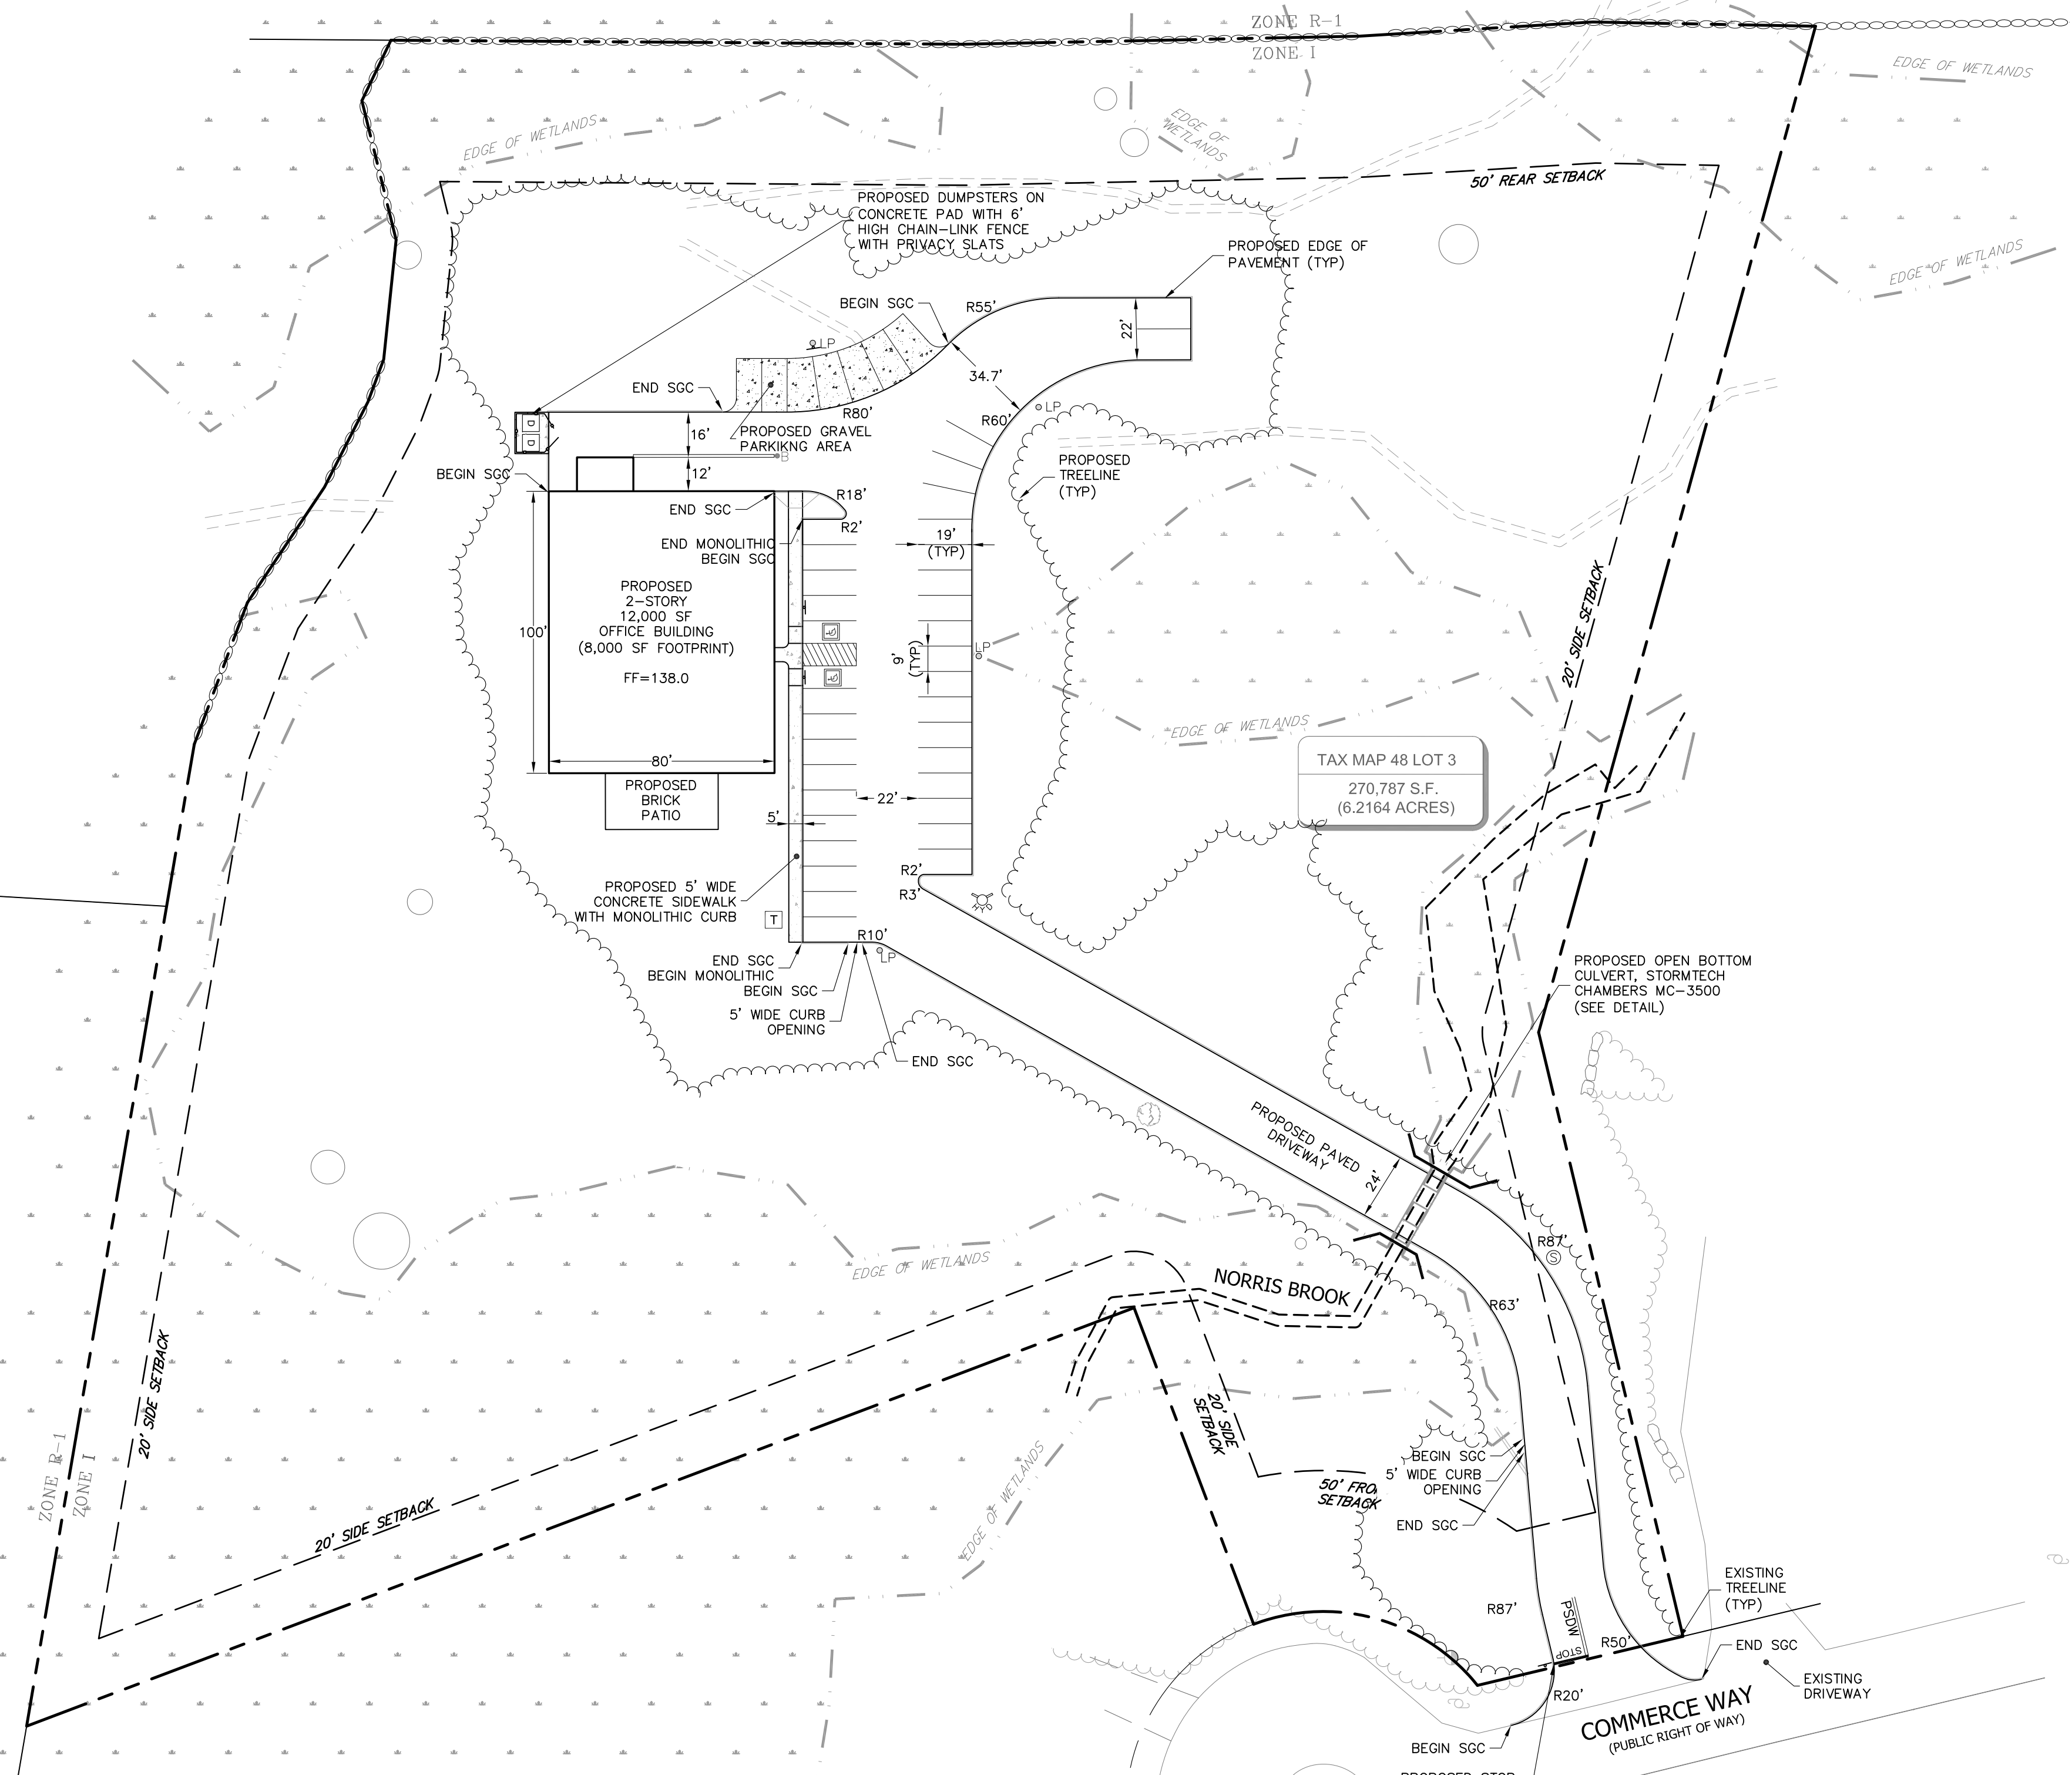 ZONE R-1
ZONE I
EDGE OF WETLANDS
EDGE OF WETLANDS
EDGE OF
WETLANDS
50' REAR SETBACK
PROPOSED DUMPSTERS ON
CONCRETE PAD WITH 6'
HIGH CHAIN-LINK FENCE
WITH PRIVACY SLATS
PROPOSED EDGE OF
PAVEMENT (TYP)
EDGE OF WETLANDS
BEGIN SGC
R55'
22'
LP
34.7'
END SGC
R80'
R60'
LP
16'
PROPOSED GRAVEL
PARKIKNG AREA
D
D
B
12'
BEGIN SGC
PROPOSED
TREELINE
(TYP)
R18'
END SGC
R2'
19'
(TYP)
END MONOLITHIC
BEGIN SGC
PROPOSED
2-STORY
12,000 SF
OFFICE BUILDING
(8,000 SF FOOTPRINT)
FF=138.0
100'
9'
(TYP)
LP
20' SIDE SETBACK
EDGE OF WETLANDS
80'
PROPOSED
BRICK
PATIO
TAX MAP 48 LOT 3
270,787 S.F.
(6.2164 ACRES)
22'
5'
R2'
R3'
HYD
PROPOSED 5' WIDE
CONCRETE SIDEWALK
WITH MONOLITHIC CURB
T
R10'
LP
END SGC
BEGIN MONOLITHIC
BEGIN SGC
5' WIDE CURB
OPENING
END SGC
PROPOSED OPEN BOTTOM
CULVERT, STORMTECH
CHAMBERS MC-3500
(SEE DETAIL)
PROPOSED PAVED
DRIVEWAY
24'
R87'
S
EDGE OF WETLANDS
NORRIS BROOK
R63'
20' SIDE SETBACK
20' SIDE
SETBACK
ZONE R-1
ZONE I
20' SIDE SETBACK
EDGE OF WETLANDS
50' FRO
SETBACK
BEGIN SGC
5' WIDE CURB
OPENING
END SGC
EXISTING
TREELINE
(TYP)
R87'
PSDW
STOP
R50'
END SGC
EXISTING
DRIVEWAY
R20'
COMMERCE WAY
(PUBLIC RIGHT OF WAY)
BEGIN SGC
PROPOSED STOP